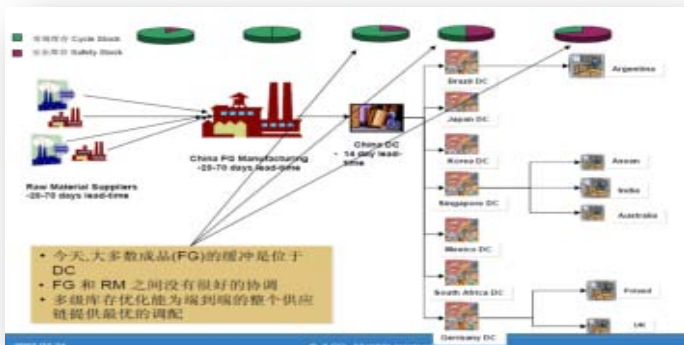 常规库存 Cycle Stock
安全库存 Safety Stock
Argentina
Brazil DC
Japan DC
China DC
- 14 day lead-
time
Korea DC
China FG Manufacturing
-25-70 days lead-time
Asean
Raw Material Suppliers
-28-70 days lead-time
Singapore DC
India
Australia
• 今天,大多数成品(FG)的缓冲是位于
DC
• FG 和 RM 之间没有很好的协调
• 多级库存优化能为端到端的整个供应
链提供最优的调配
Mexico DC
South Africa DC
Poland
UK
Germany DC